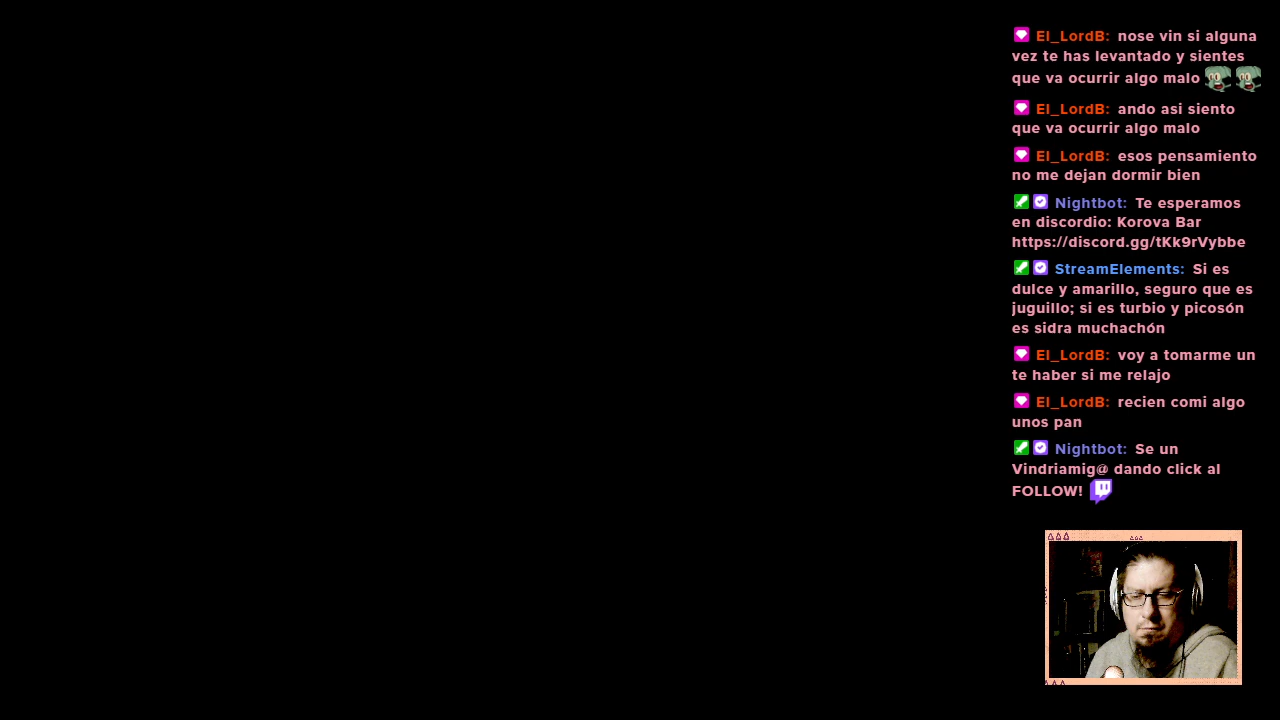 El_LordB: nose vin si alguna
vez te has levantado y sientes
que va ocurrir algo malo
El_LordB: ando asi siento
que va ocurrir algo malo
El_LordB: esos pensamiento
no me dejan dormir bien
Nightbot: Te esperamos
en discordio: Korova Bar
https://discord.gg/tKk9rVybbe
StreamElements: Si es
dulce y amarillo, seguro que es
juguillo; si es turbio y picosón
es sidra muchachón
El_LordB: voy a tomarme un
te haber si me relajo
El_LordB: recien comi algo
unos pan
Nightbot: Se un
Vindriamig@ dando click al
FOLLOW!